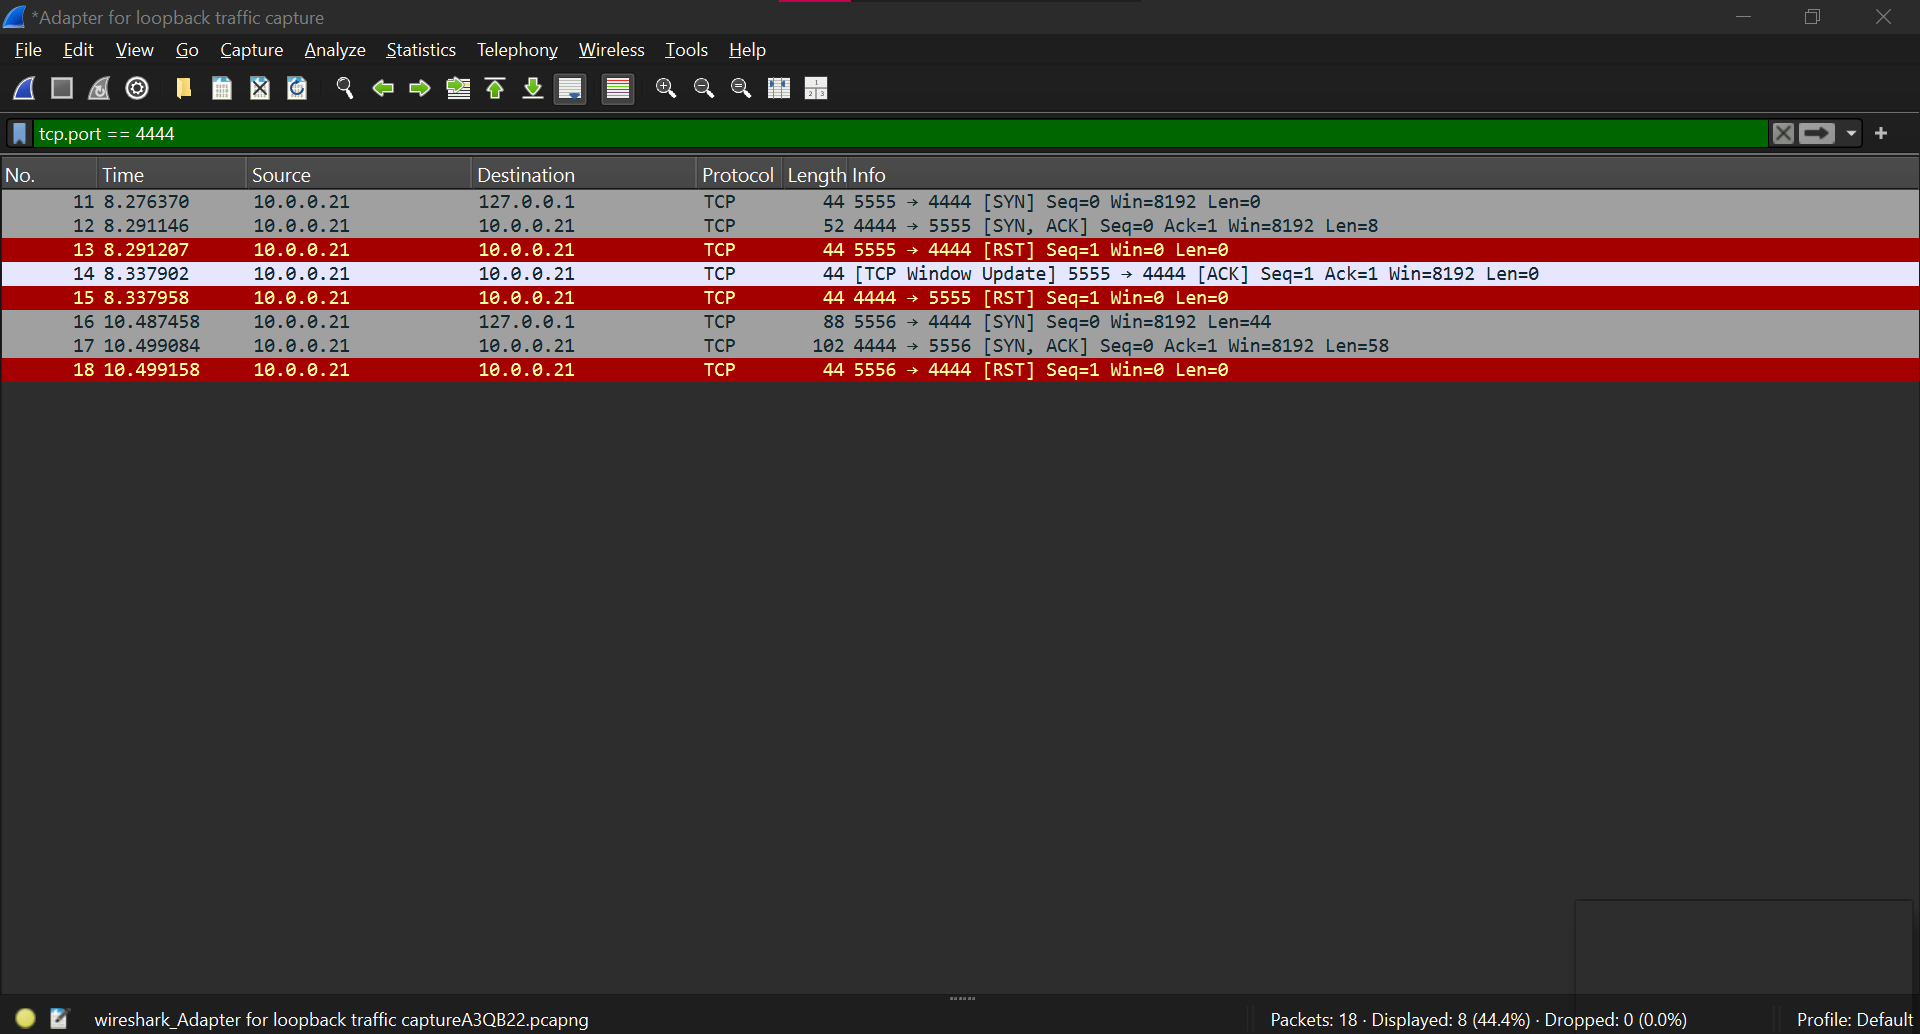 *Adapter for loopback traffic capture
File Edit View Go Capture Analyze Statistics Telephony Wireless Tools Help
tcp.port == 4444
No. Time Source Destination Protocol Length Info
11 8.276370 10.0.0.21 127.0.0.1 TCP 44 5555 → 4444 [SYN] Seq=0 Win=8192 Len=0
12 8.291146 10.0.0.21 10.0.0.21 TCP 52 4444 → 5555 [SYN, ACK] Seq=0 Ack=1 Win=8192 Len=8
13 8.291207 10.0.0.21 10.0.0.21 TCP 44 5555 → 4444 [RST] Seq=1 Win=0 Len=0
14 8.337902 10.0.0.21 10.0.0.21 TCP 44 [TCP Window Update] 5555 → 4444 [ACK] Seq=1 Ack=1 Win=8192 Len=0
15 8.337958 10.0.0.21 10.0.0.21 TCP 44 4444 → 5555 [RST] Seq=1 Win=0 Len=0
16 10.487458 10.0.0.21 127.0.0.1 TCP 88 5556 → 4444 [SYN] Seq=0 Win=8192 Len=44
17 10.499084 10.0.0.21 10.0.0.21 TCP 102 4444 → 5556 [SYN, ACK] Seq=0 Ack=1 Win=8192 Len=58
18 10.499158 10.0.0.21 10.0.0.21 TCP 44 5556 → 4444 [RST] Seq=1 Win=0 Len=0
wireshark_Adapter for loopback traffic captureA3QB22.pcapng Packets: 18 · Displayed: 8 (44.4%) · Dropped: 0 (0.0%) Profile: Default